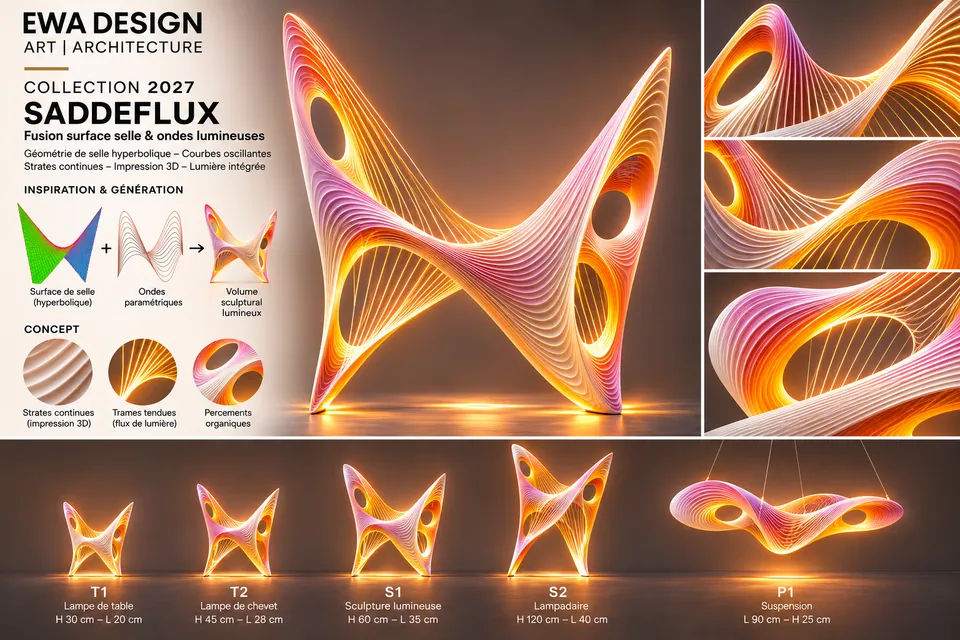 EWA DESIGN
ART | ARCHITECTURE
COLLECTION 2027
SADDEFLUX
Fusion surface selle & ondes lumineuses
Géométrie de selle hyperbolique – Courbes oscillantes
Strates continues – Impression 3D – Lumière intégrée
INSPIRATION & GÉNÉRATION
+
→
Surface de selle
(hyperbolique)
Ondes
paramétriques
Volume
sculptural
lumineux
CONCEPT
Strates continues
(impression 3D)
Trames tendues
(flux de lumière)
Percements
organiques
T1
Lampe de table
H 30 cm – L 20 cm
T2
Lampe de chevet
H 45 cm – L 28 cm
S1
Sculpture lumineuse
H 60 cm – L 35 cm
S2
Lampadaire
H 120 cm – L 40 cm
P1
Suspension
L 90 cm – H 25 cm